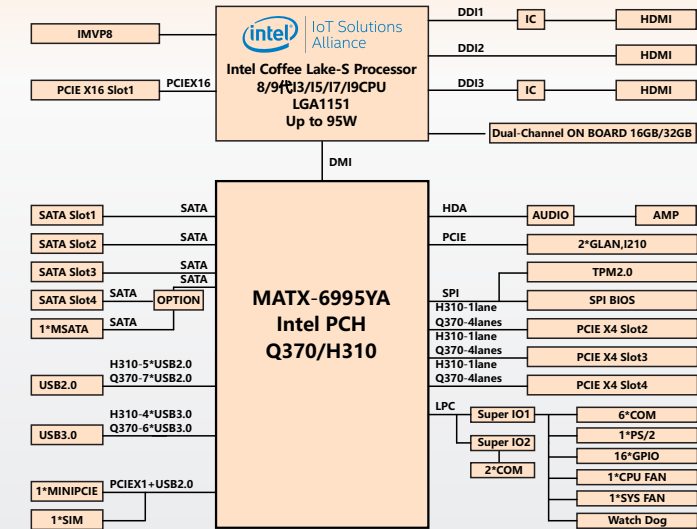 IMVP8
PCIE X16 Slot1
PCIEX16
intel
IoT Solutions
Alliance
Intel Coffee Lake-S Processor
8/9代I3/I5/I7/I9CPU
LGA1151
Up to 95W
DDI1
IC
HDMI
DDI2
HDMI
DDI3
IC
HDMI
Dual-Channel ON BOARD 16GB/32GB
DMI
SATA Slot1
SATA
SATA Slot2
SATA
SATA Slot3
SATA
SATA
SATA Slot4
SATA
OPTION
1*MSATA
SATA
USB2.0
H310-5*USB2.0
Q370-7*USB2.0
USB3.0
H310-4*USB3.0
Q370-6*USB3.0
1*MINIPCIE
PCIEX1+USB2.0
1*SIM
MATX-6995YA
Intel PCH
Q370/H310
HDA
AUDIO
AMP
PCIE
2*GLAN,I210
TPM2.0
SPI
SPI BIOS
H310-1lane
Q370-4lanes
PCIE X4 Slot2
H310-1lane
Q370-4lanes
PCIE X4 Slot3
H310-1lane
Q370-4lanes
PCIE X4 Slot4
LPC
Super IO1
Super IO2
2*COM
6*COM
1*PS/2
16*GPIO
1*CPU FAN
1*SYS FAN
Watch Dog